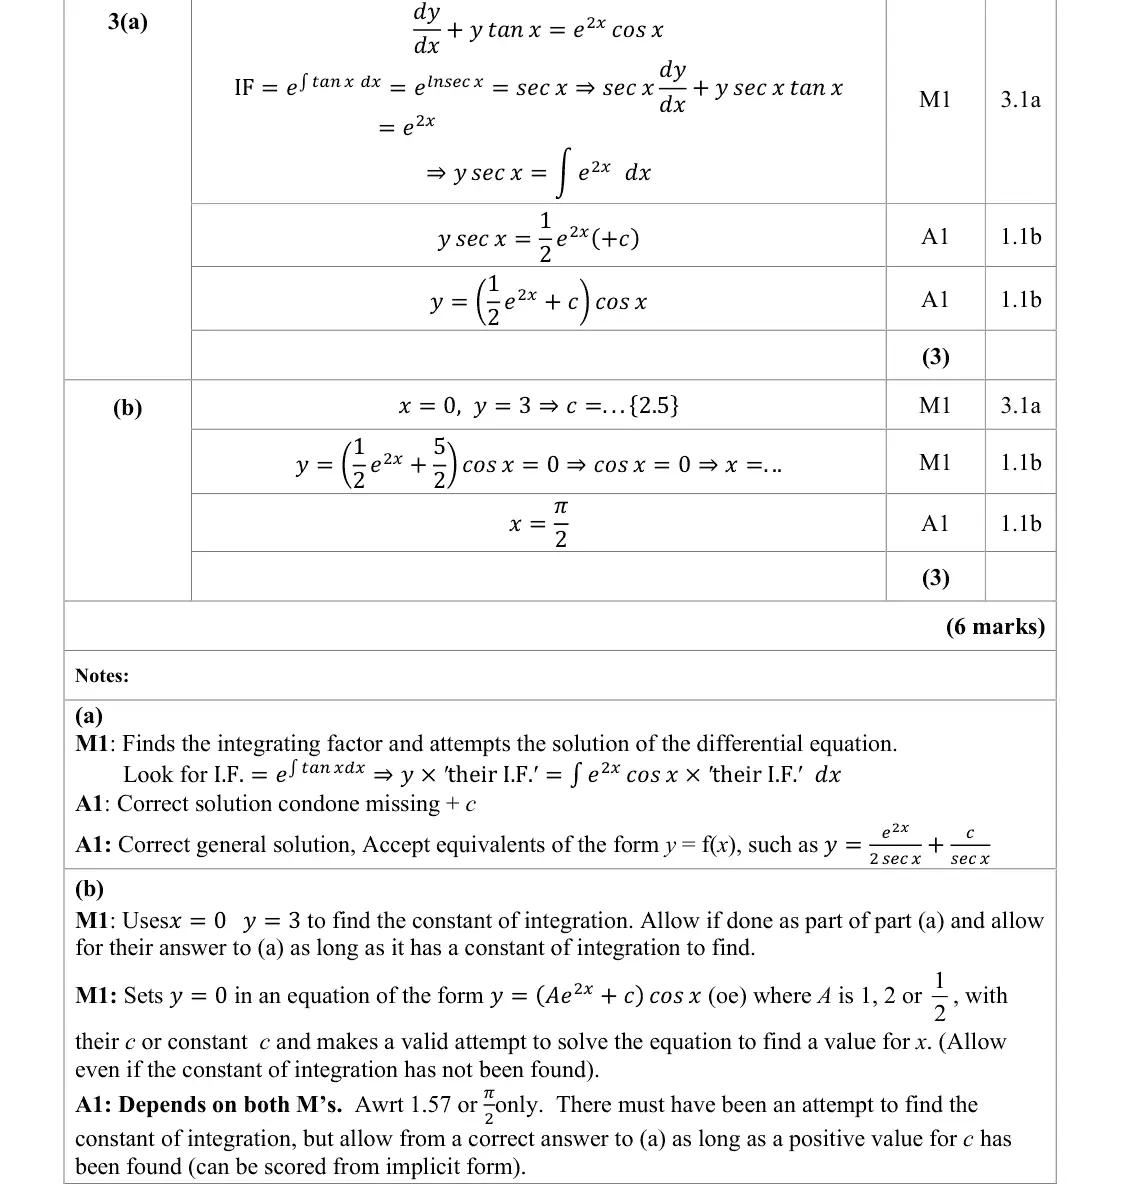 3(a)
dy/dx + y tan x = e^{2x} cos x
IF = e^{∫ tan x dx} = e^{lnsec x} = sec x ⇒ sec x dy/dx + y sec x tan x
= e^{2x}
M1 3.1a
⇒ y sec x = ∫ e^{2x} dx
y sec x = 1/2 e^{2x}(+c) A1 1.1b
y = (1/2 e^{2x} + c) cos x A1 1.1b
(3)
(b) x = 0, y = 3 ⇒ c =...{2.5} M1 3.1a
y = (1/2 e^{2x} + 5/2) cos x = 0 ⇒ cos x = 0 ⇒ x =... M1 1.1b
x = π/2 A1 1.1b
(3)
(6 marks)
Notes:
(a)
M1: Finds the integrating factor and attempts the solution of the differential equation.
Look for I.F. = e^{∫ tan xdx} ⇒ y × 'their I.F.' = ∫ e^{2x} cos x × 'their I.F.' dx
A1: Correct solution condone missing + c
A1: Correct general solution, Accept equivalents of the form y = f(x), such as y = e^{2x}/(2 sec x) + c/(sec x)
(b)
M1: Usesx = 0 y = 3 to find the constant of integration. Allow if done as part of part (a) and allow
for their answer to (a) as long as it has a constant of integration to find.
M1: Sets y = 0 in an equation of the form y = (Ae^{2x} + c) cos x (oe) where A is 1, 2 or 1/2 , with
their c or constant c and makes a valid attempt to solve the equation to find a value for x. (Allow
even if the constant of integration has not been found).
A1: Depends on both M's. Awrt 1.57 or π/2only. There must have been an attempt to find the
constant of integration, but allow from a correct answer to (a) as long as a positive value for c has
been found (can be scored from implicit form).